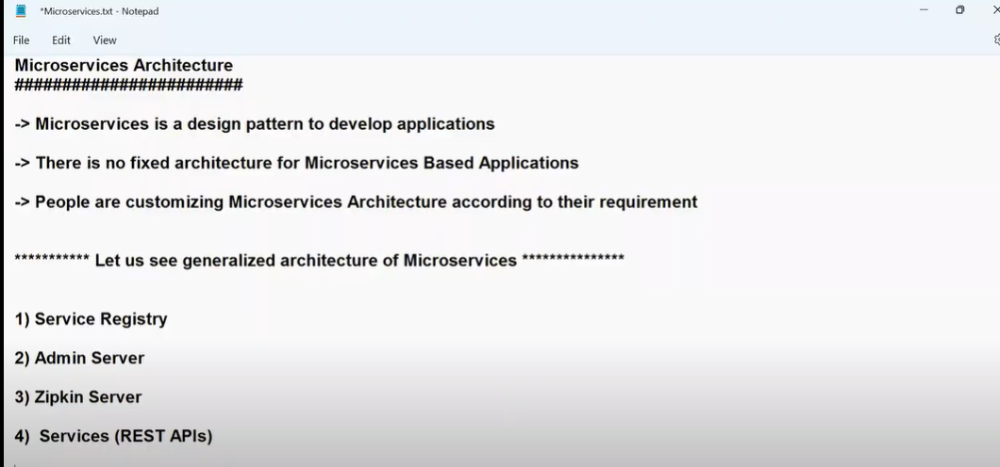 *Microservices.txt - Notepad
File Edit View
Microservices Architecture
########################
-> Microservices is a design pattern to develop applications
-> There is no fixed architecture for Microservices Based Applications
-> People are customizing Microservices Architecture according to their requirement
*********** Let us see generalized architecture of Microservices ***************
1) Service Registry
2) Admin Server
3) Zipkin Server
4)  Services (REST APIs)